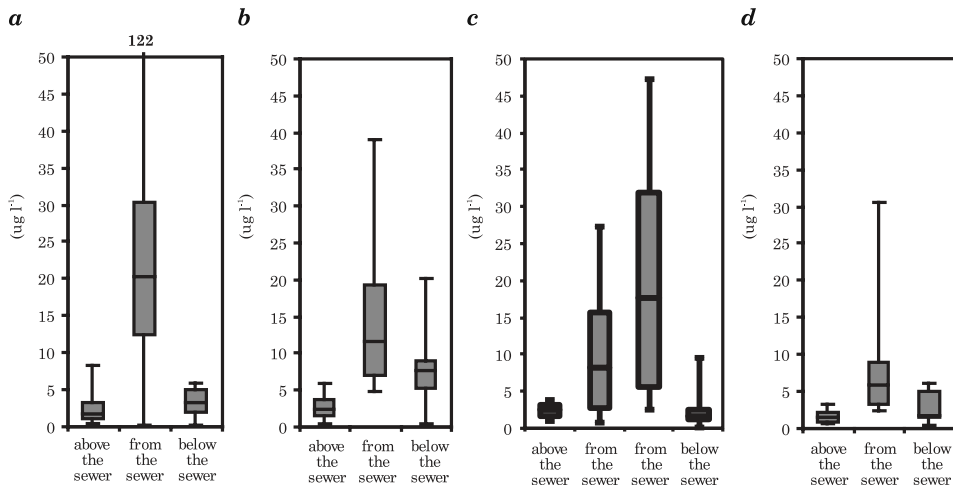 a
122
50
45
40
35
30
25
20
15
10
5
0
(ug l-1)
above the sewer
from the sewer
below the sewer
b
50
45
40
35
30
25
20
15
10
5
0
(ug l-1)
above the sewer
from the sewer
below the sewer
c
50
45
40
35
30
25
20
15
10
5
0
(ug l-1)
above the sewer
from the sewer
from the sewer
below the sewer
d
50
45
40
35
30
25
20
15
10
5
0
(ug l-1)
above the sewer
from the sewer
below the sewer